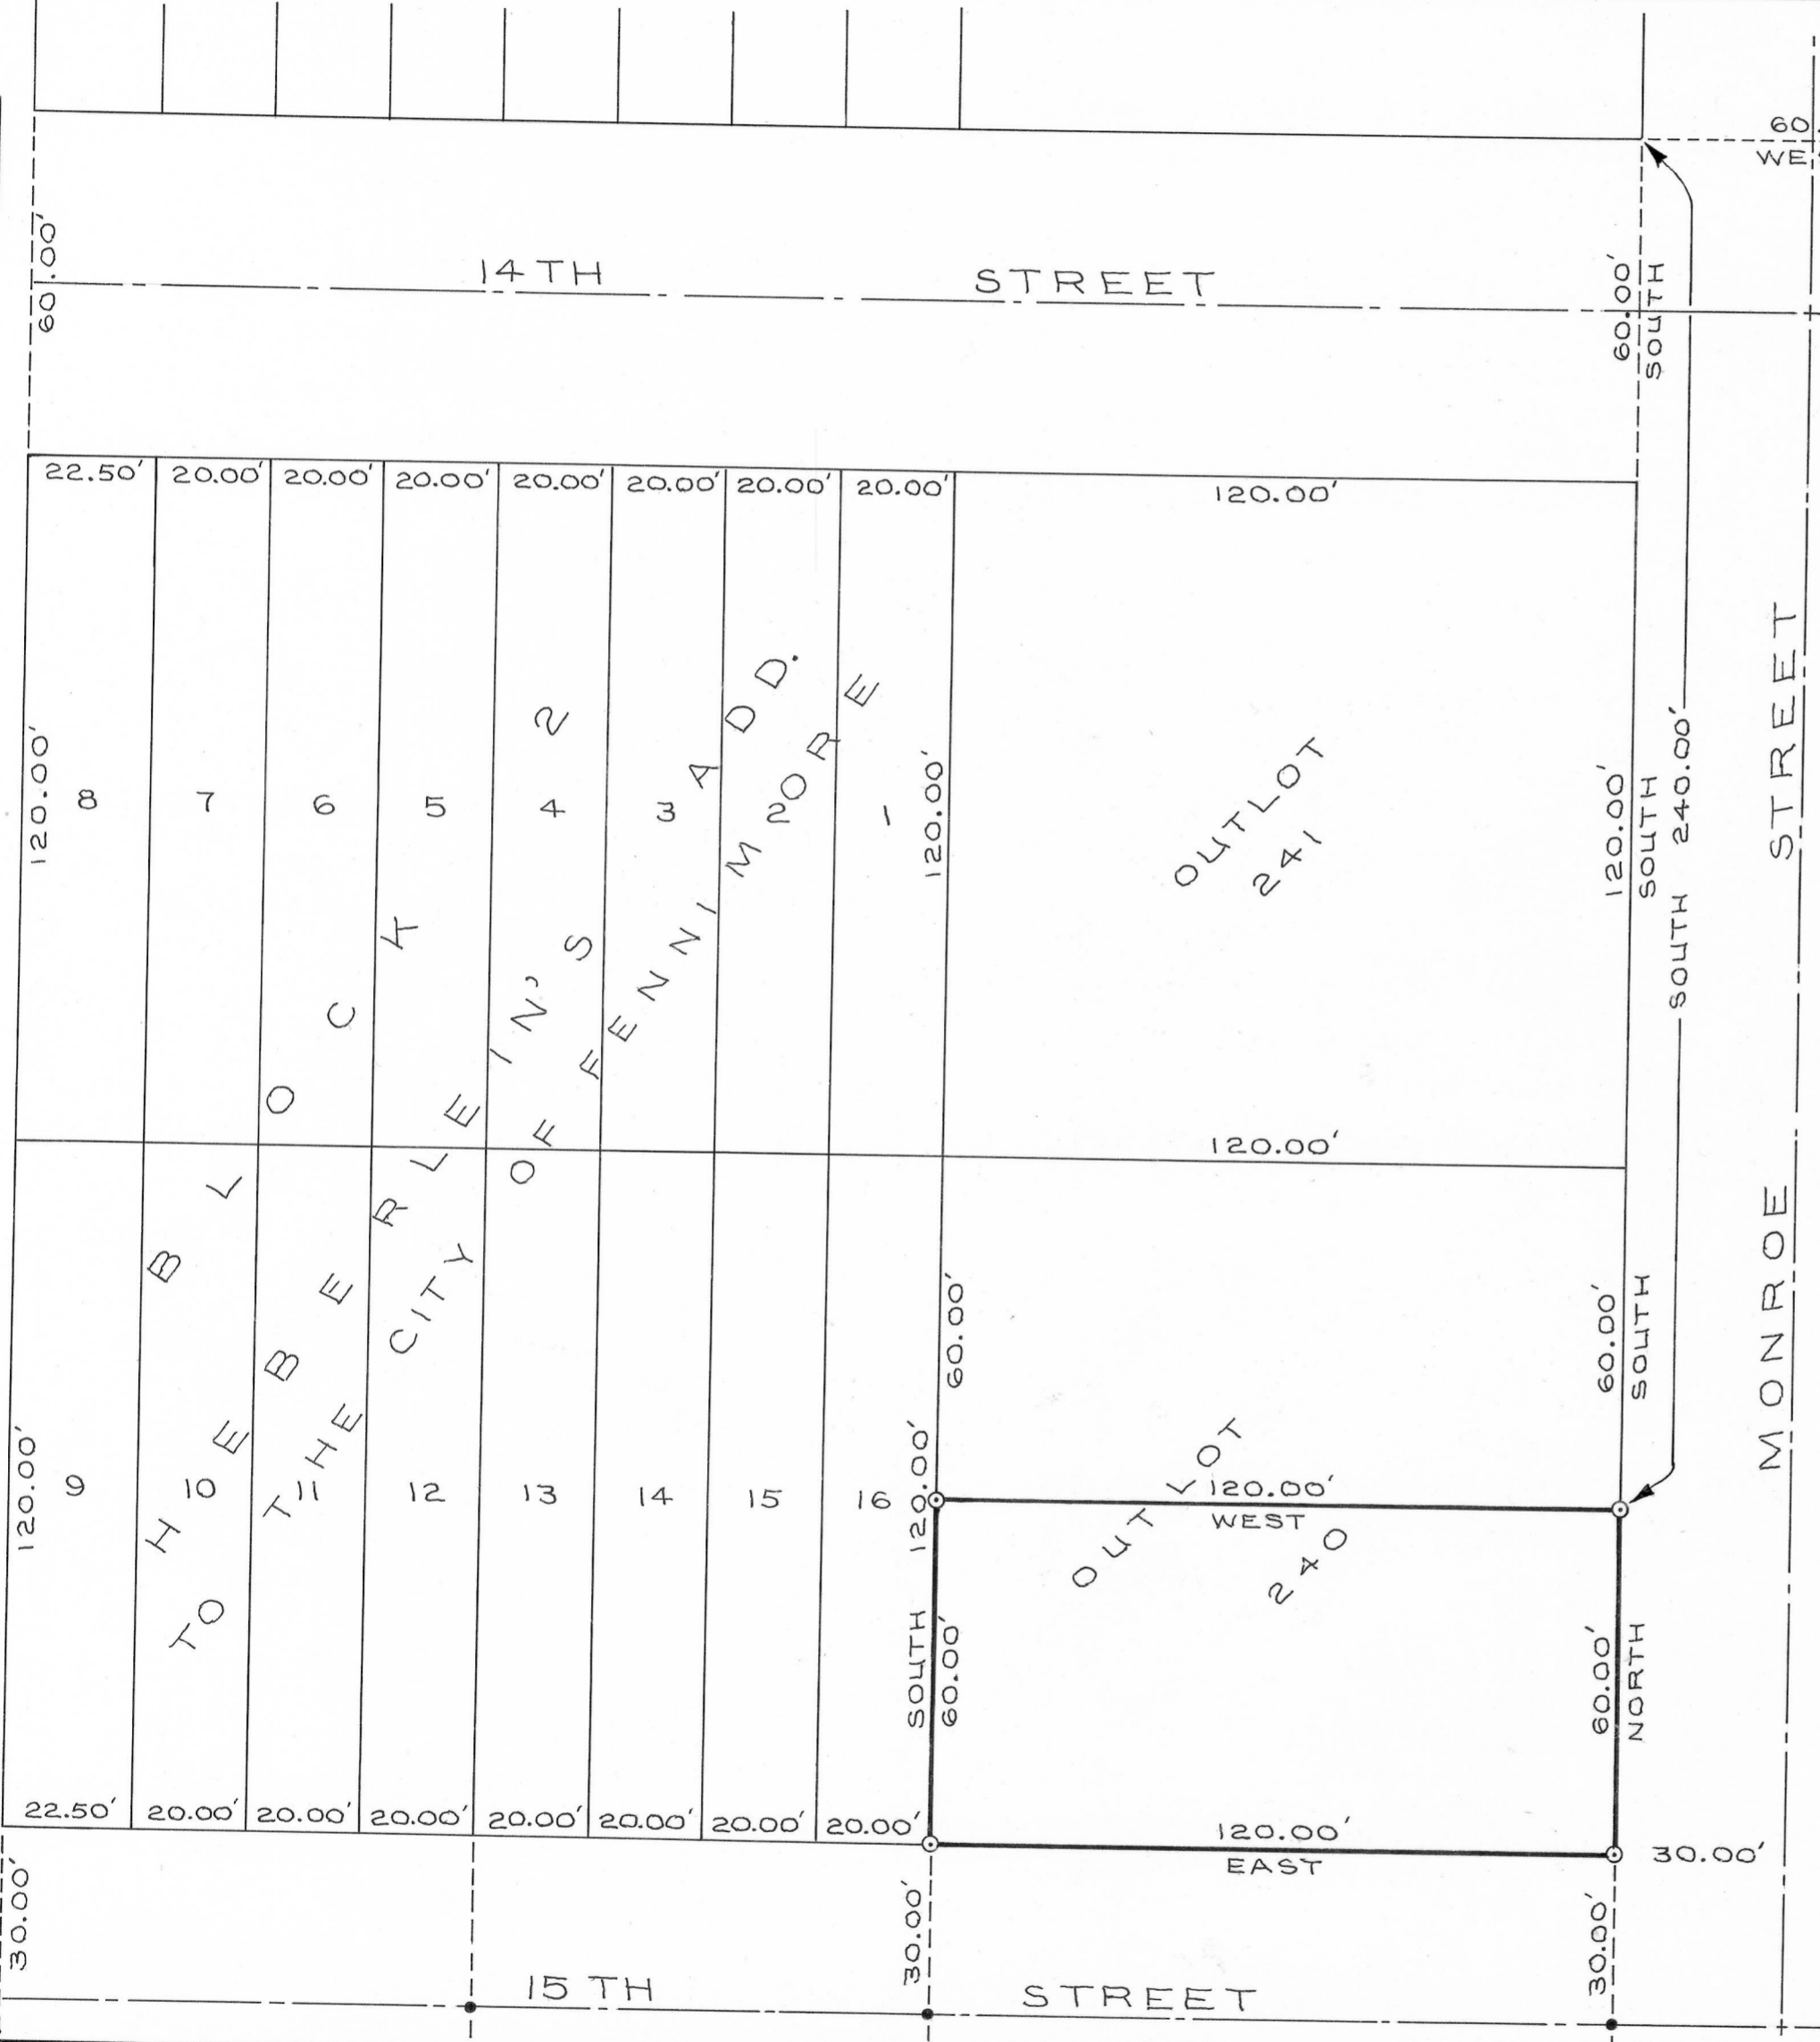 60
WE
60.00'
14TH STREET
60.00'
SOUTH
22.50' 20.00' 20.00' 20.00' 20.00' 20.00' 20.00' 20.00' 120.00'
120.00'
8 7 6 5 4 3 2 1
120.00'
OUTLOT
241
120.00'
SOUTH
SOUTH 240.00'
MONROE STREET
BLOCK 2
HEBERLEIN'S ADD.
TO THE CITY OF FENNIMORE
120.00'
60.00'
60.00'
SOUTH
120.00'
9 10 11 12 13 14 15 16
120.00'
OUTLOT
240
120.00'
WEST
SOUTH
60.00'
60.00'
NORTH
22.50' 20.00' 20.00' 20.00' 20.00' 20.00' 20.00' 20.00' 120.00'
EAST
30.00'
30.00'
30.00'
30.00'
15TH STREET